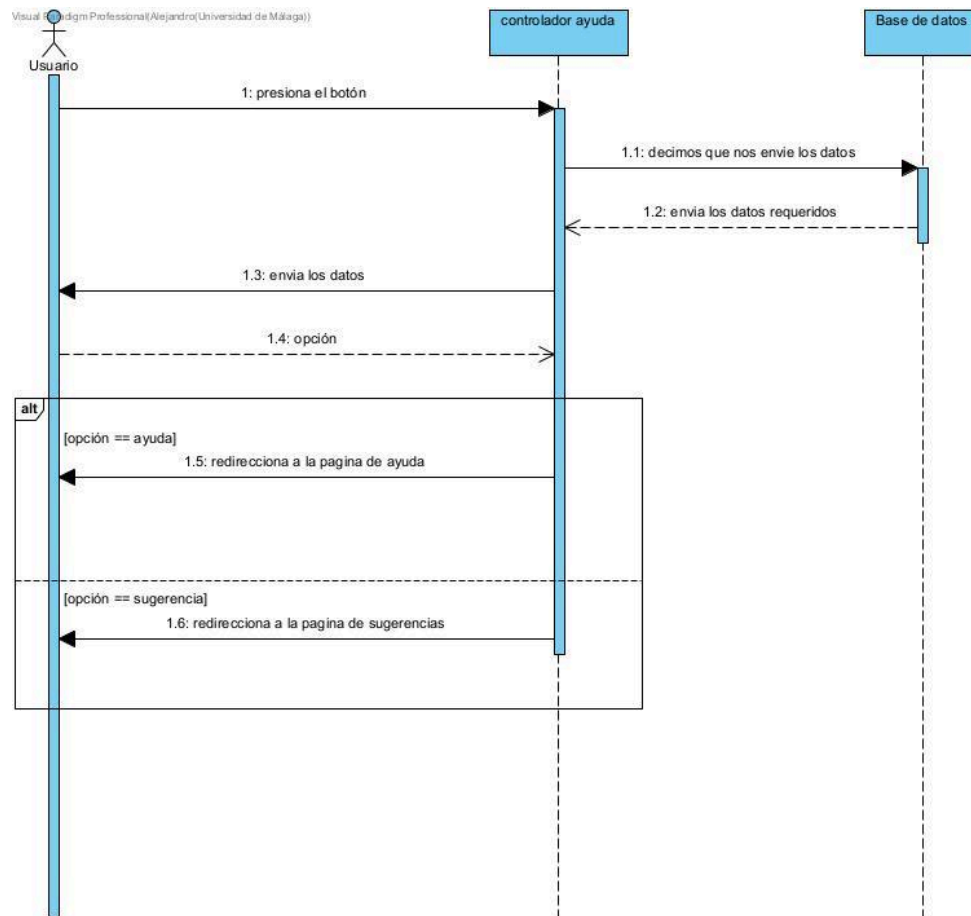 Visual Paradigm Professional(Alejandro(Universidad de Málaga))
controlador ayuda
Base de datos
Usuario
1: presiona el botón
1.1: decimos que nos envie los datos
1.2: envia los datos requeridos
1.3: envia los datos
1.4: opción
alt
[opción == ayuda]
1.5: redirecciona a la pagina de ayuda
[opción == sugerencia]
1.6: redirecciona a la pagina de sugerencias